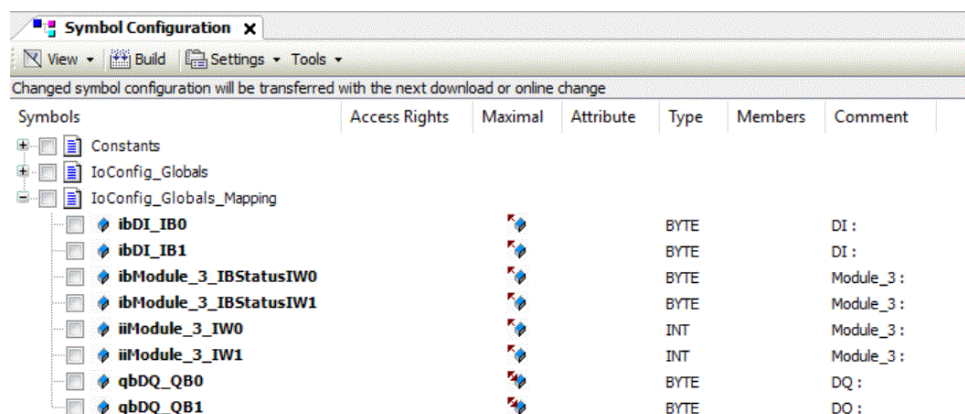 Symbol Configuration X
View Build Settings Tools
Changed symbol configuration will be transferred with the next download or online change
Symbols Access Rights Maximal Attribute Type Members Comment
Constants
IoConfig_Globals
IoConfig_Globals_Mapping
ibDI_IB0 BYTE DI :
ibDI_IB1 BYTE DI :
ibModule_3_IBStatusIW0 BYTE Module_3 :
ibModule_3_IBStatusIW1 BYTE Module_3 :
iiModule_3_IW0 INT Module_3 :
iiModule_3_IW1 INT Module_3 :
qbDQ_QB0 BYTE DQ :
qbDQ_QB1 BYTE DQ :